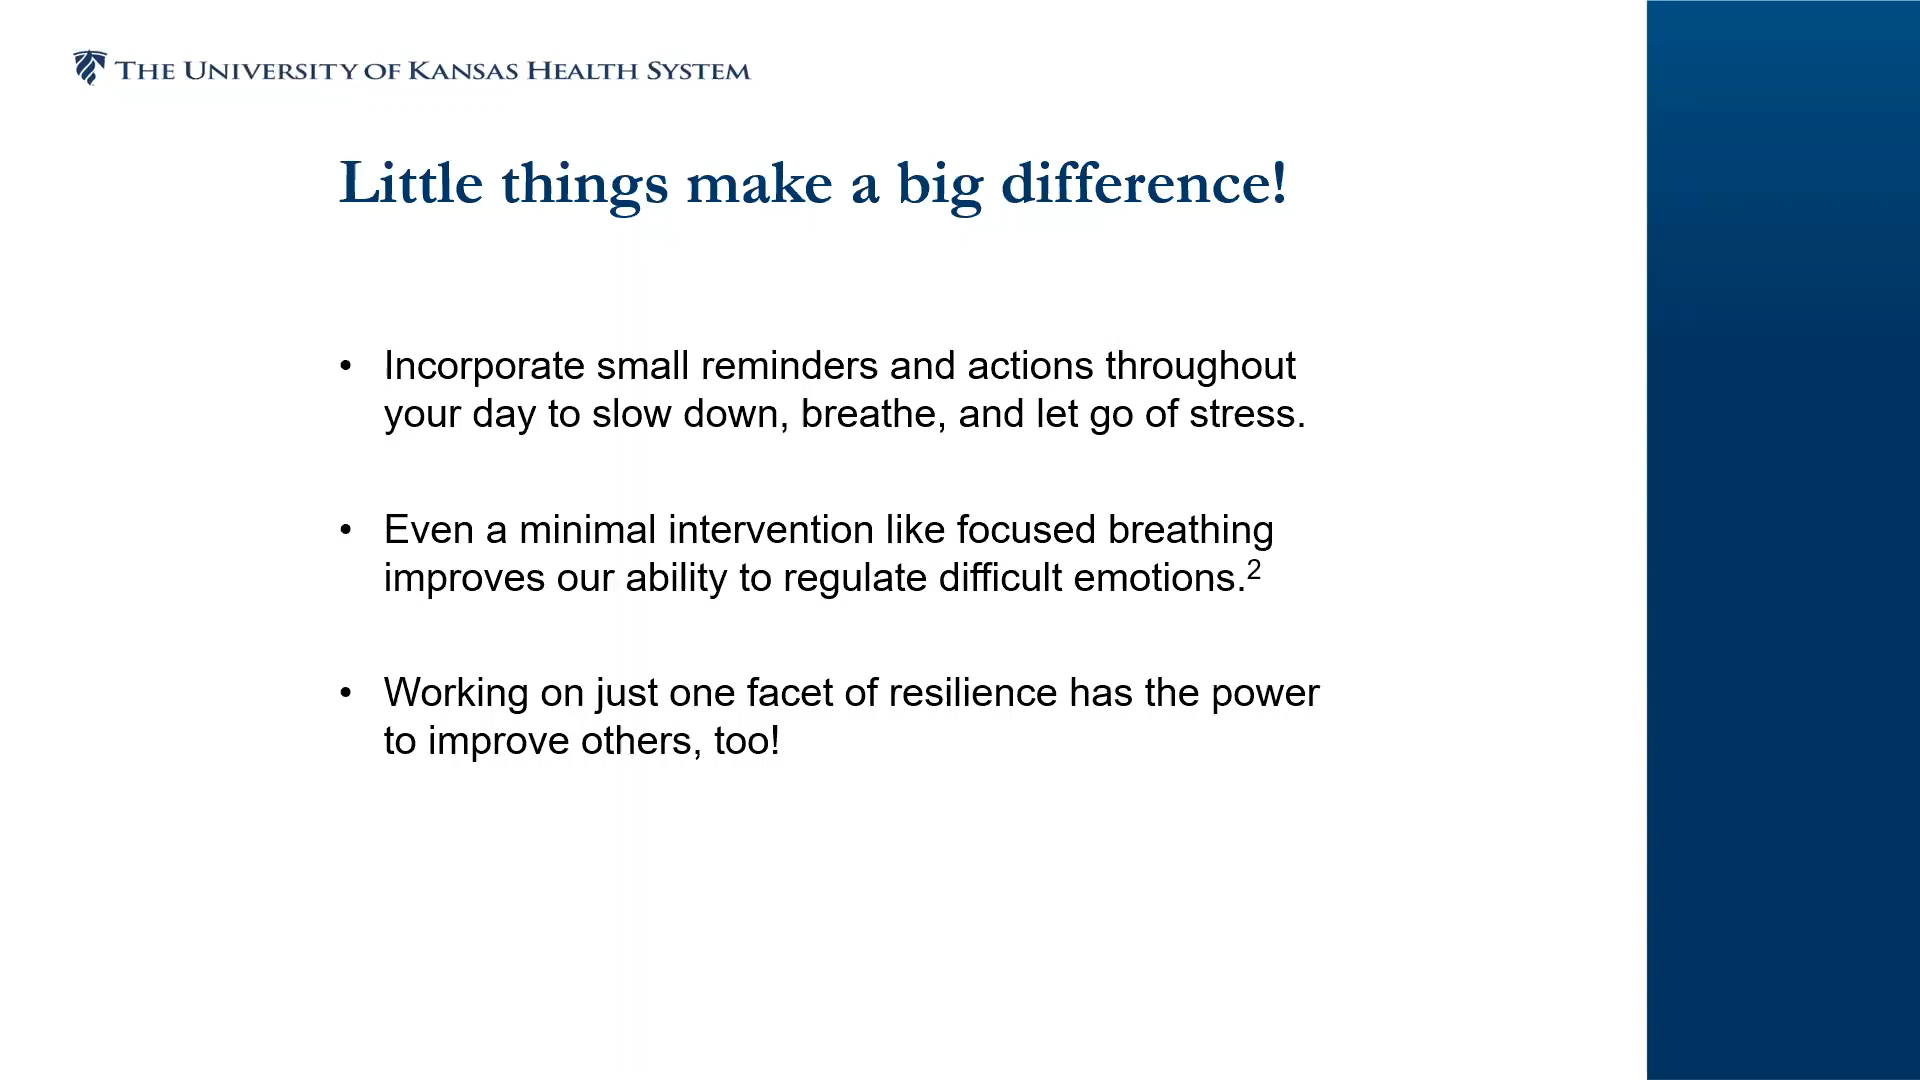 THE UNIVERSITY OF KANSAS HEALTH SYSTEM
Little things make a big difference!
• Incorporate small reminders and actions throughout
your day to slow down, breathe, and let go of stress.
• Even a minimal intervention like focused breathing
improves our ability to regulate difficult emotions.²
• Working on just one facet of resilience has the power
to improve others, too!